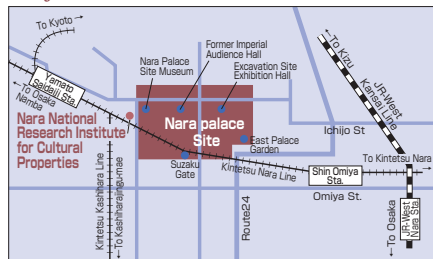 To Kyoto
Yamato
Saidaiji Sta.
←To Osaka
Namba
Nara Palace
Site Museum
Former Imperial
Audience Hall
Excavation Site
Exhibition Hall
←To Kizu
JR-West
Kansai Line
Nara National
Research Institute
for Cultural
Properties
Nara palace
Site
Ichijo St
East Palace
Garden
Suzaku
Gate
Kintetsu Nara Line
To Kintetsu Nara
→
Shin Omiya
Sta.
Omiya St.
Kintetsu Kashihara Line
←To Kashiharajingu-mae
Route24
←To Osaka
JR-West
Nara Sta.